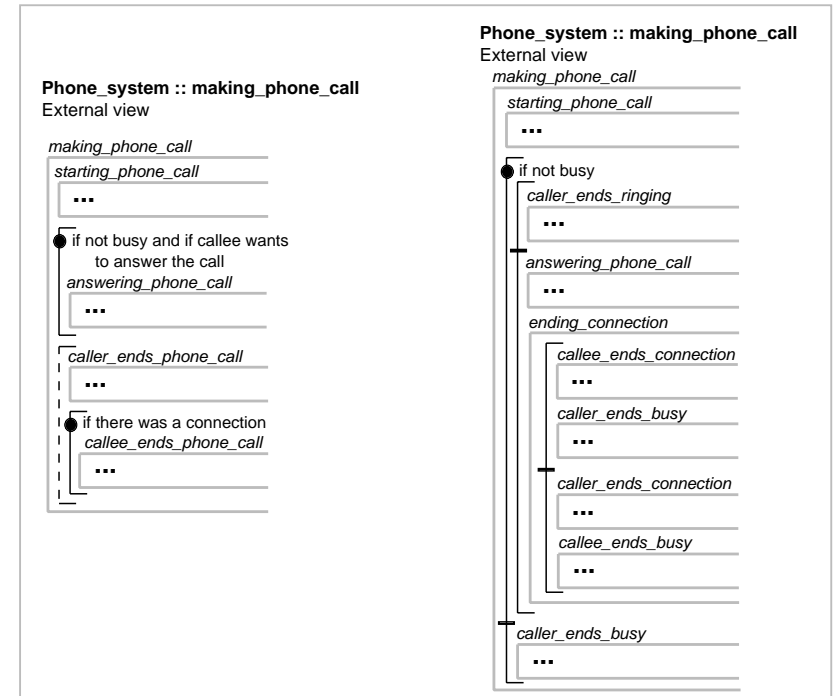 Phone_system :: making_phone_call
External view
making_phone_call
starting_phone_call
...
if not busy and if callee wants
to answer the call
answering_phone_call
...
caller_ends_phone_call
...
if there was a connection
callee_ends_phone_call
...
Phone_system :: making_phone_call
External view
making_phone_call
starting_phone_call
...
if not busy
caller_ends_ringing
...
answering_phone_call
...
ending_connection
callee_ends_connection
...
caller_ends_busy
...
caller_ends_connection
...
callee_ends_busy
...
caller_ends_busy
...